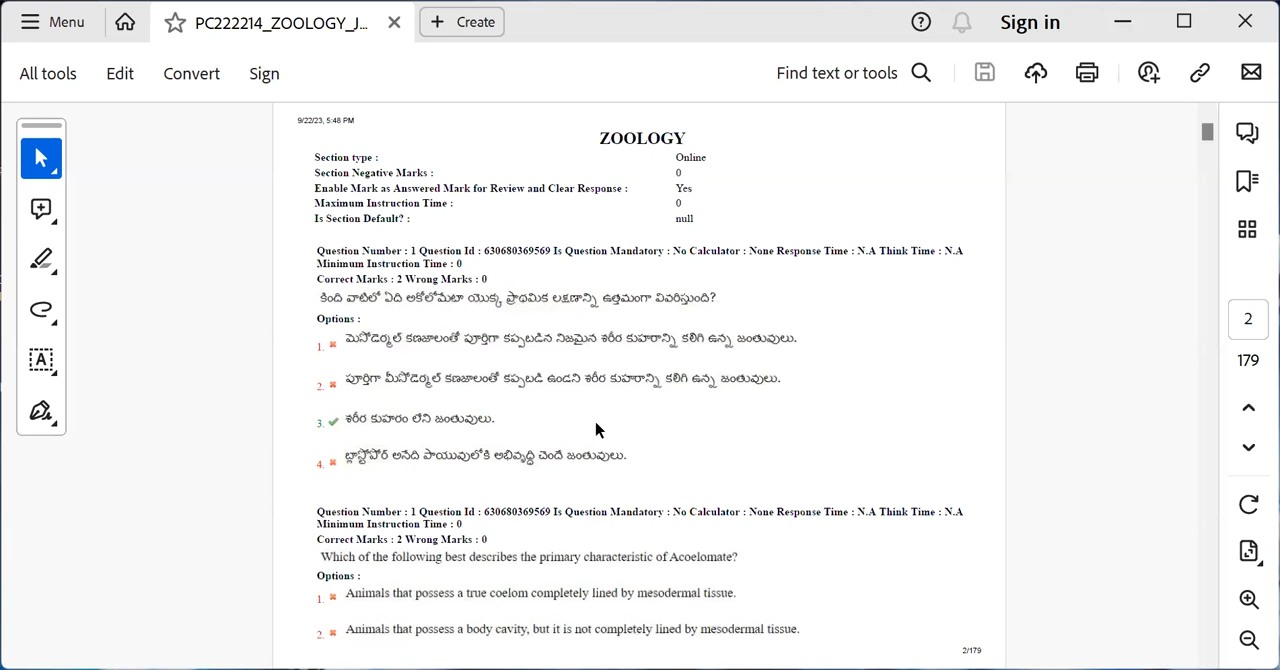 Menu
PC222214_ZOOLOGY_J...
Create
Sign in
All tools
Edit
Convert
Sign
Find text or tools
9/22/23, 5:48 PM
ZOOLOGY
Section type : Online
Section Negative Marks : 0
Enable Mark as Answered Mark for Review and Clear Response : Yes
Maximum Instruction Time : 0
Is Section Default? : null
Question Number : 1 Question Id : 630680369569 Is Question Mandatory : No Calculator : None Response Time : N.A Think Time : N.A
Minimum Instruction Time : 0
Correct Marks : 2 Wrong Marks : 0
కింది వాటిలో ఏది అకోలోమేటా యొక్క ప్రాథమిక లక్షణాన్ని ఉత్తమంగా వివరిస్తుంది?
Options :
1. మెసోడెర్మల్ కణజాలంతో పూర్తిగా కప్పబడిన నిజమైన శరీర కుహరాన్ని కలిగి ఉన్న జంతువులు.
2. పూర్తిగా మీసోడెర్మల్ కణజాలంతో కప్పబడి ఉండని శరీర కుహరాన్ని కలిగి ఉన్న జంతువులు.
3. శరీర కుహరం లేని జంతువులు.
4. బ్లాస్టోపోర్ అనేది పాయువులోకి అభివృద్ధి చెందే జంతువులు.
Question Number : 1 Question Id : 630680369569 Is Question Mandatory : No Calculator : None Response Time : N.A Think Time : N.A
Minimum Instruction Time : 0
Correct Marks : 2 Wrong Marks : 0
Which of the following best describes the primary characteristic of Acoelomate?
Options :
1. Animals that possess a true coelom completely lined by mesodermal tissue.
2. Animals that possess a body cavity, but it is not completely lined by mesodermal tissue.
2/179
2
179